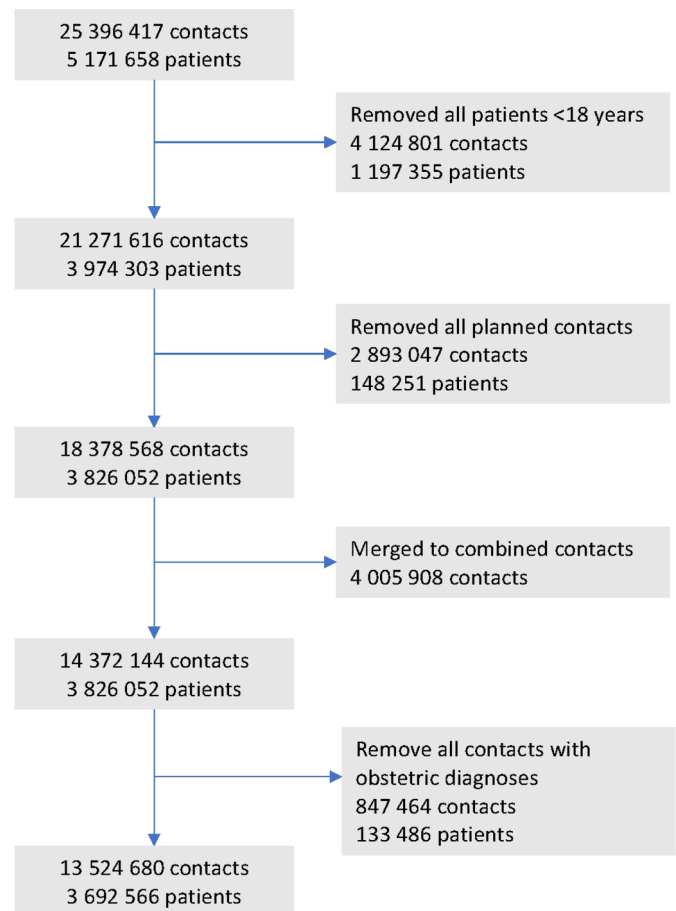 25 396 417 contacts
5 171 658 patients
Removed all patients <18 years
4 124 801 contacts
1 197 355 patients
21 271 616 contacts
3 974 303 patients
Removed all planned contacts
2 893 047 contacts
148 251 patients
18 378 568 contacts
3 826 052 patients
Merged to combined contacts
4 005 908 contacts
14 372 144 contacts
3 826 052 patients
Remove all contacts with
obstetric diagnoses
847 464 contacts
133 486 patients
13 524 680 contacts
3 692 566 patients